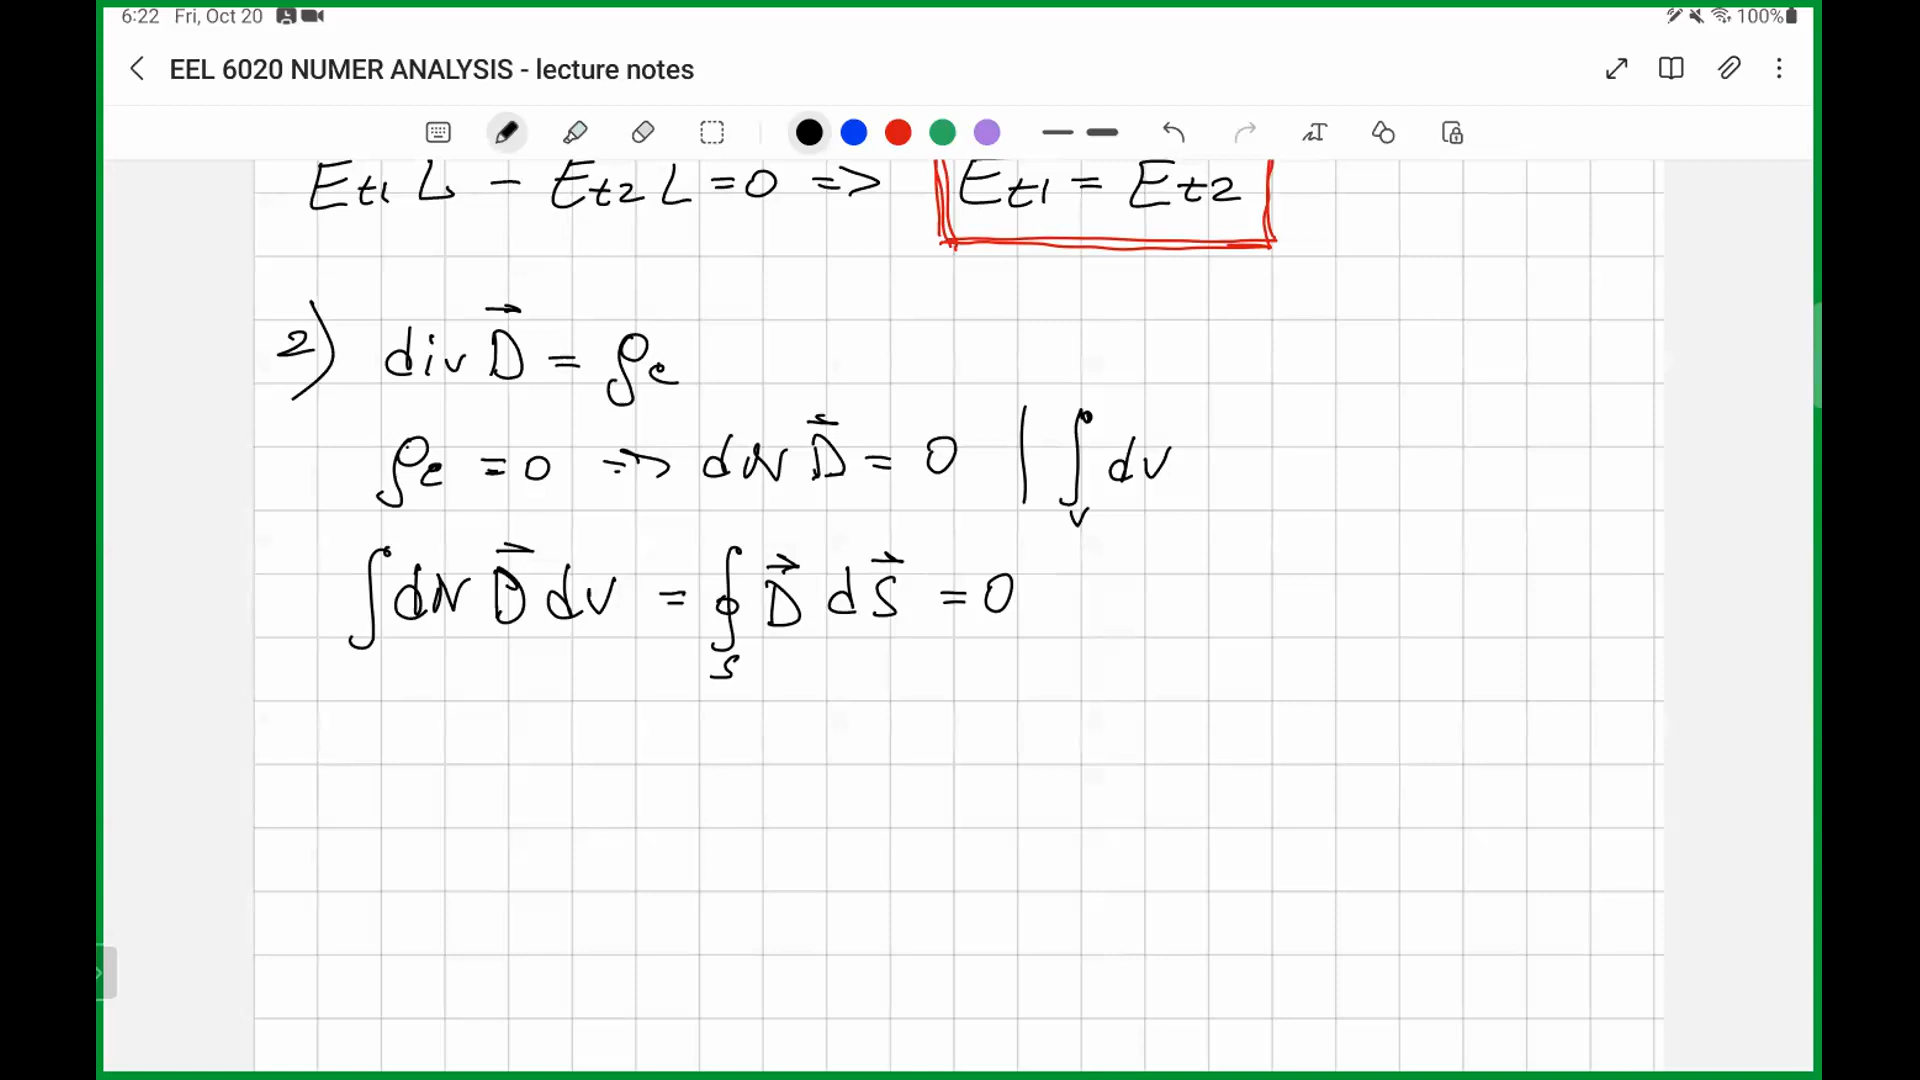 6:22 Fri, Oct 20 100%
EEL 6020 NUMER ANALYSIS - lecture notes
Et1 L - Et2 L = 0 => Et1 = Et2
2) div D⃗ = ρe
ρe = 0 => div D⃗ = 0 | ∫v dv
∫ div D⃗ dv = ∮s D⃗ dS⃗ = 0